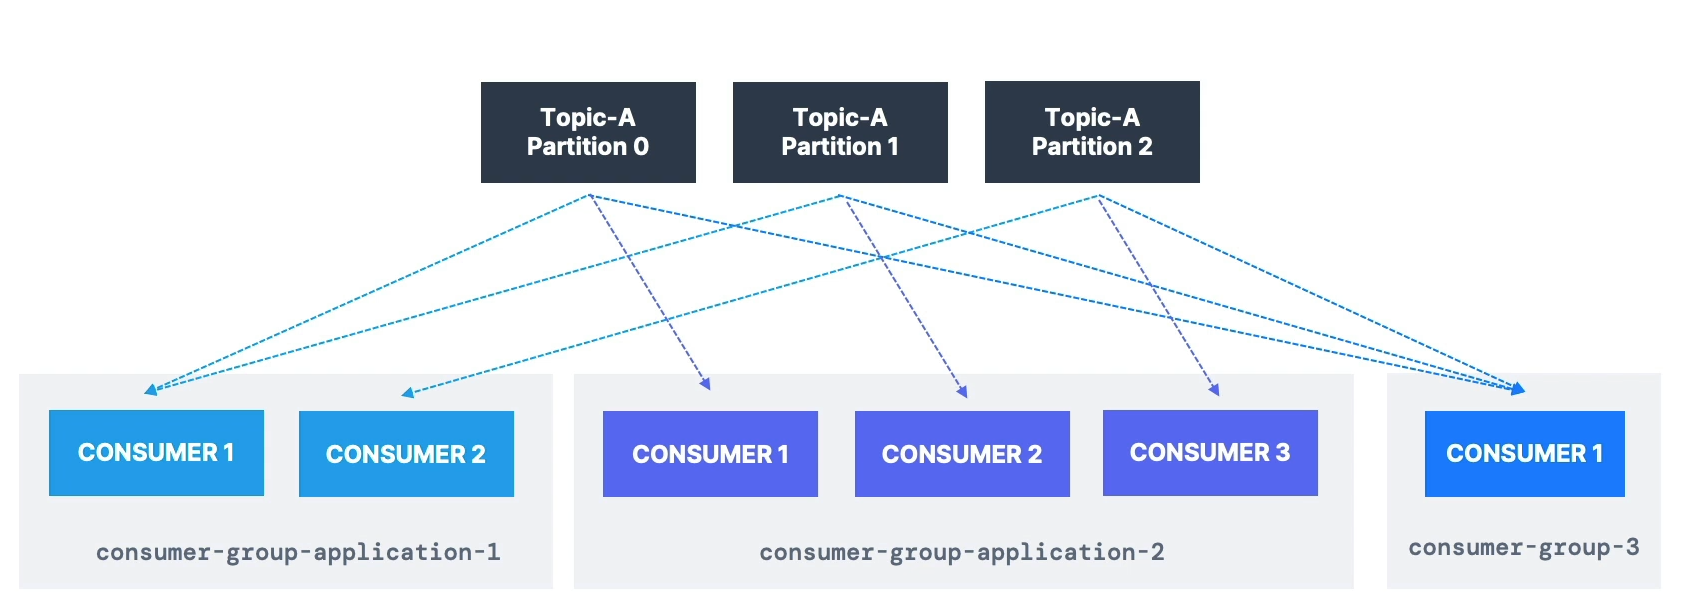 Topic-A
Partition 0
Topic-A
Partition 1
Topic-A
Partition 2
CONSUMER 1
CONSUMER 2
consumer-group-application-1
CONSUMER 1
CONSUMER 2
CONSUMER 3
consumer-group-application-2
CONSUMER 1
consumer-group-3